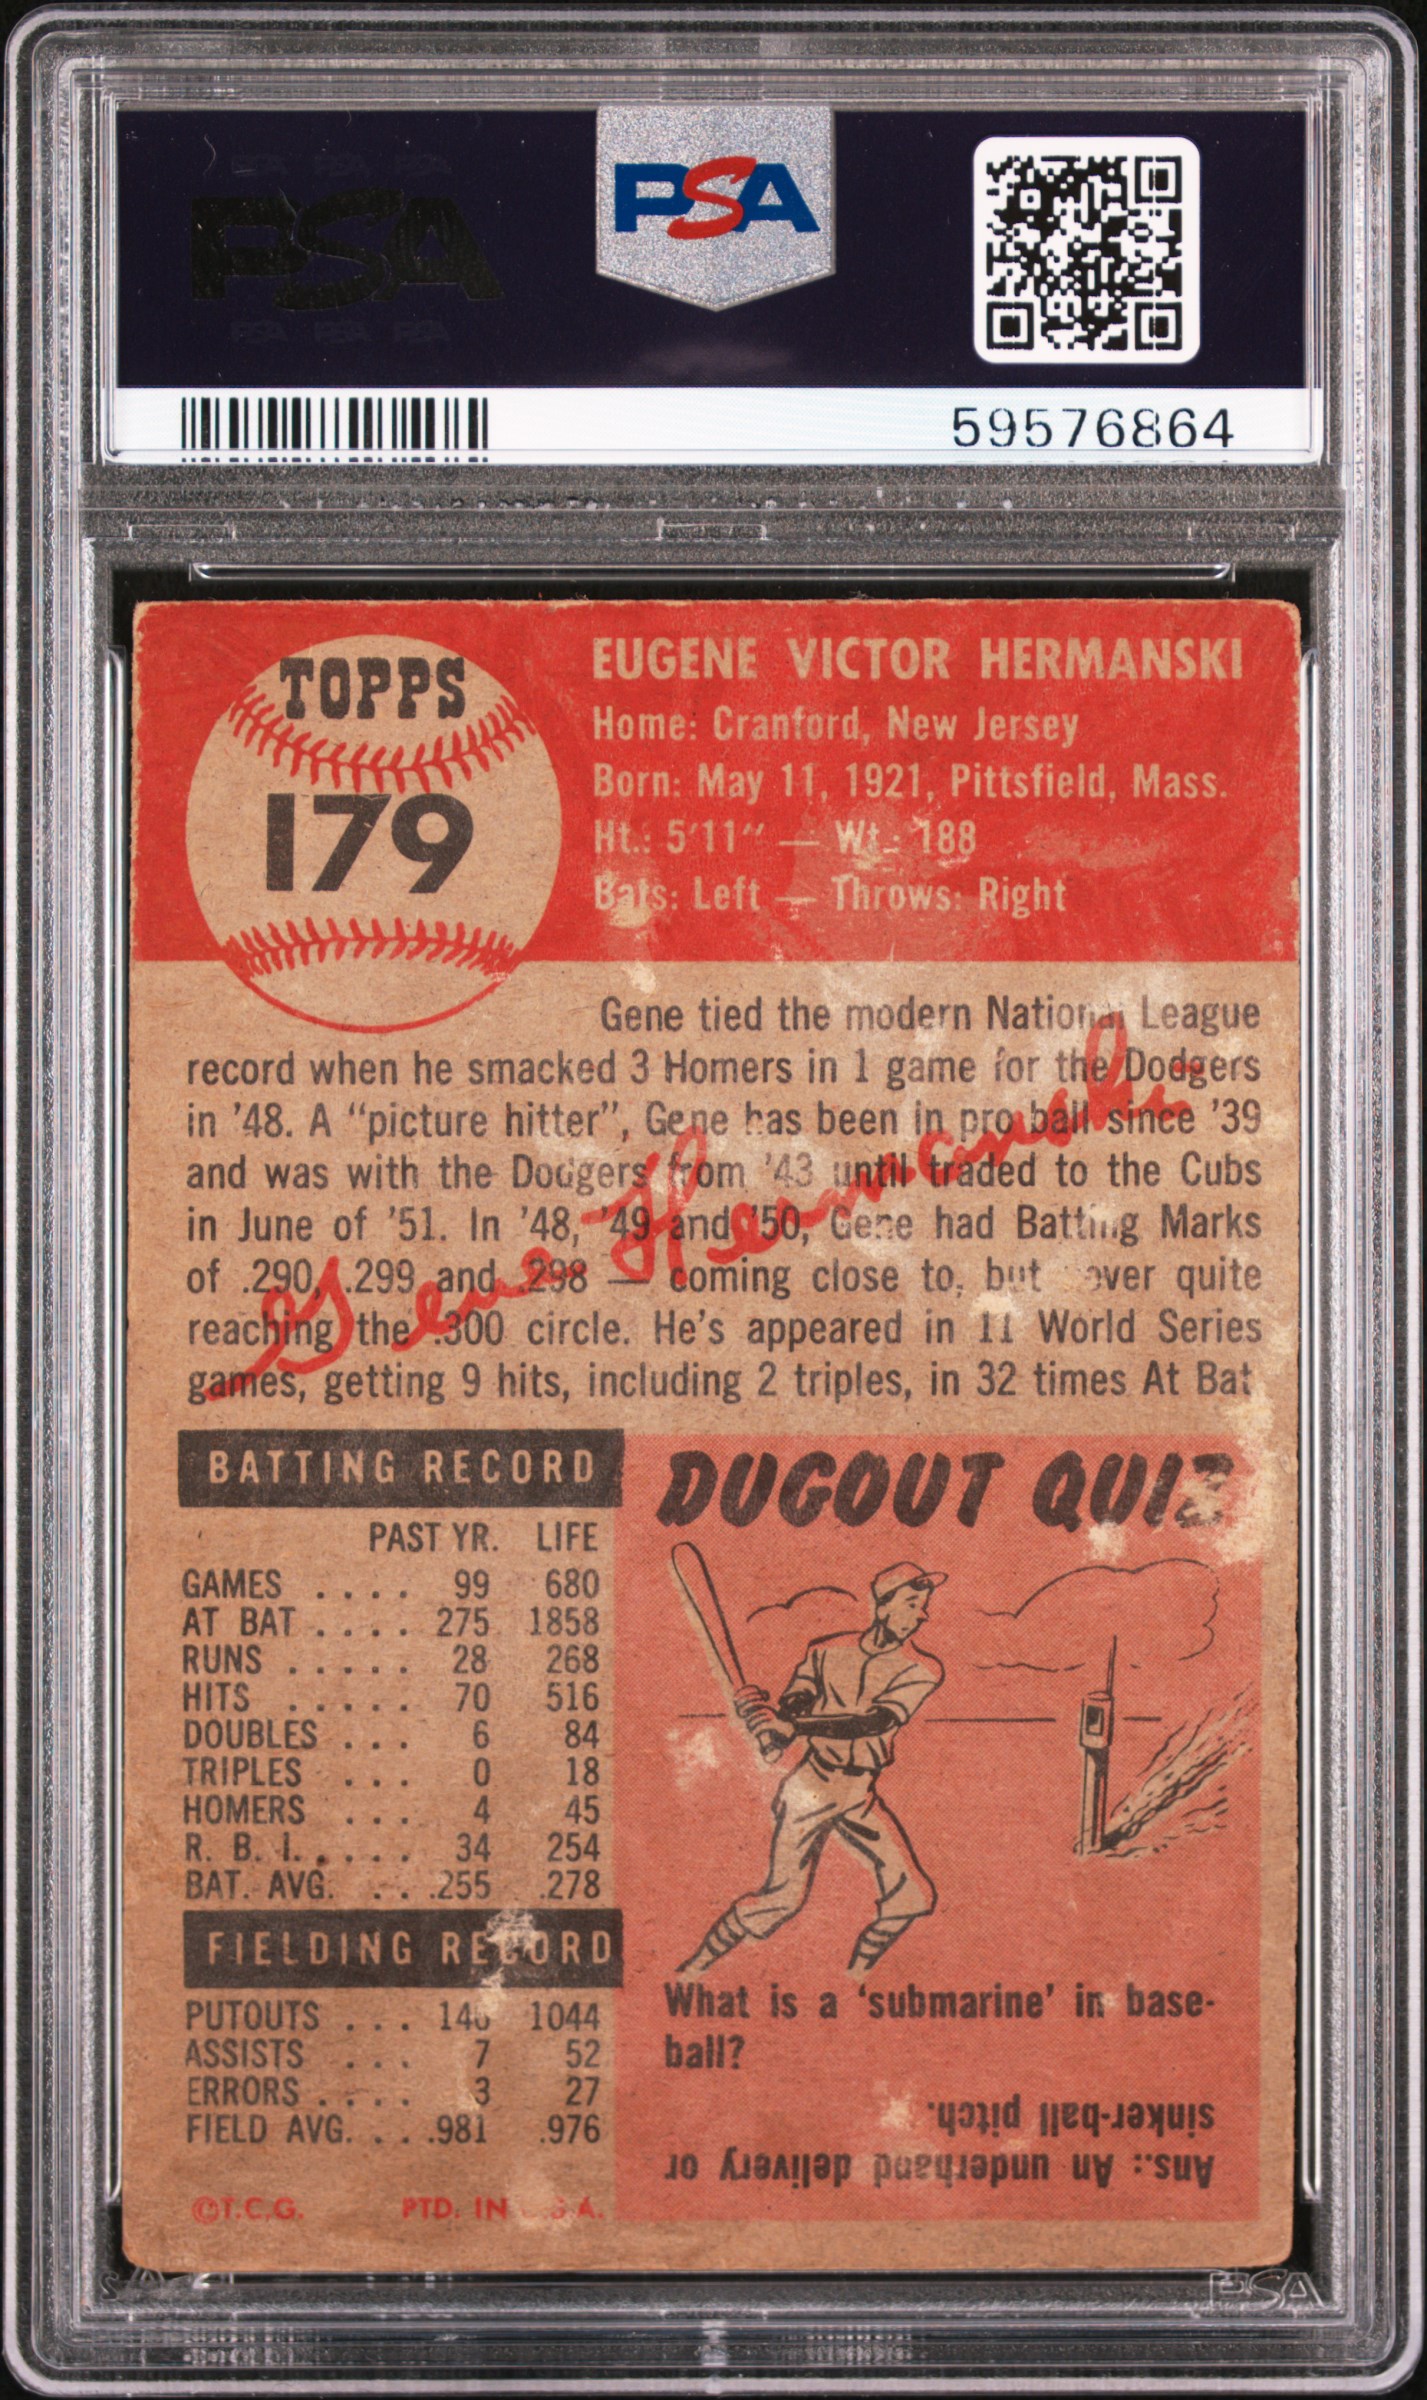 PSA
PSA
59576864
TOPPS
179
EUGENE VICTOR HERMANSKI
Home: Cranford, New Jersey
Born: May 11, 1921, Pittsfield, Mass.
Ht.: 5'11" — Wt.: 188
Bats: Left — Throws: Right
Gene tied the modern National League
record when he smacked 3 Homers in 1 game for the Dodgers
in '48. A "picture hitter", Gene has been in pro ball since '39
and was with the Dodgers from '43 until traded to the Cubs
in June of '51. In '48, '49 and '50, Gene had Batting Marks
of .290, .299 and .298 — coming close to, but never quite
reaching the .300 circle. He's appeared in 11 World Series
games, getting 9 hits, including 2 triples, in 32 times At Bat
Gene Hermanski
BATTING RECORD
PAST YR. LIFE
GAMES .... 99 680
AT BAT .... 275 1858
RUNS ..... 28 268
HITS ..... 70 516
DOUBLES ... 6 84
TRIPLES ... 0 18
HOMERS ... 4 45
R. B. I. .... 34 254
BAT. AVG. ... .255 .278
FIELDING RECORD
PUTOUTS ... 1044
ASSISTS ... 7 52
ERRORS .... 3 27
FIELD AVG. ... .981 .976
©T.C.G. PTD. IN U.S.A.
DUGOUT QUIZ
What is a 'submarine' in base-
ball?
Ans.: An underhand delivery or
sinker-ball pitch.
PSA